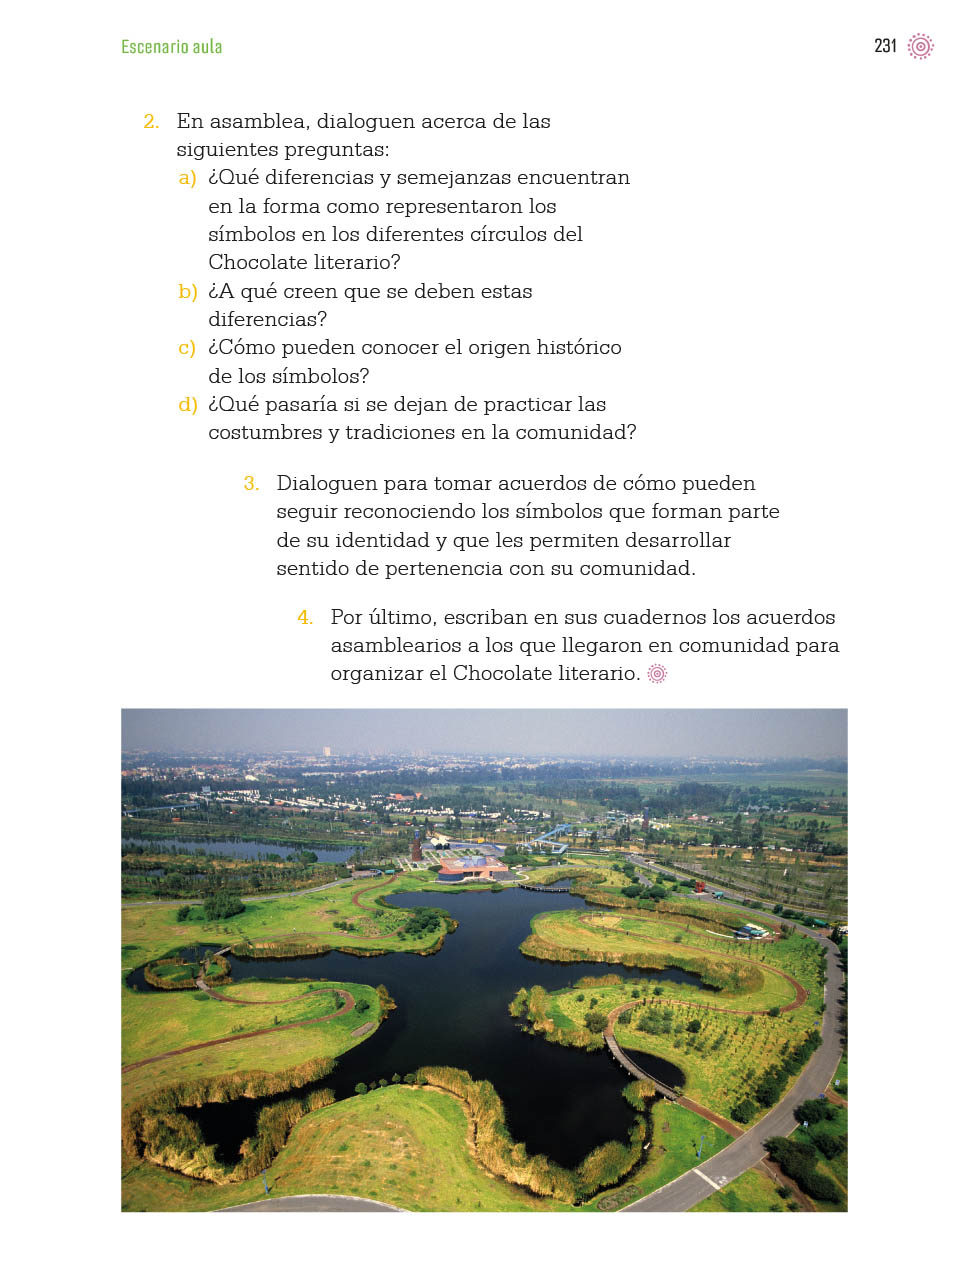 Escenario aula
231
2. En asamblea, dialoguen acerca de las
siguientes preguntas:
a) ¿Qué diferencias y semejanzas encuentran
en la forma como representaron los
símbolos en los diferentes círculos del
Chocolate literario?
b) ¿A qué creen que se deben estas
diferencias?
c) ¿Cómo pueden conocer el origen histórico
de los símbolos?
d) ¿Qué pasaría si se dejan de practicar las
costumbres y tradiciones en la comunidad?
3. Dialoguen para tomar acuerdos de cómo pueden
seguir reconociendo los símbolos que forman parte
de su identidad y que les permiten desarrollar
sentido de pertenencia con su comunidad.
4. Por último, escriban en sus cuadernos los acuerdos
asamblearios a los que llegaron en comunidad para
organizar el Chocolate literario.